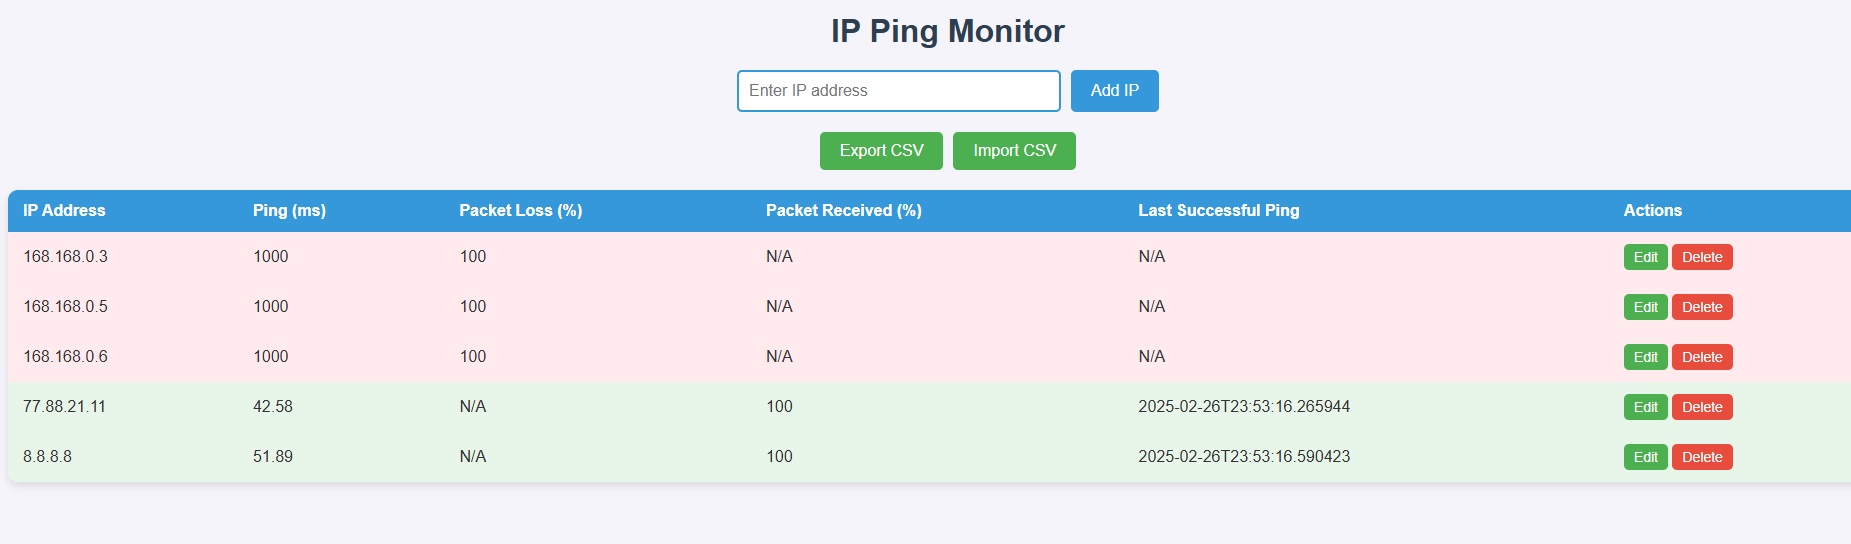 IP Ping Monitor
Enter IP address Add IP
Export CSV Import CSV
IP Address Ping (ms) Packet Loss (%) Packet Received (%) Last Successful Ping Actions
168.168.0.3 1000 100 N/A N/A Edit Delete
168.168.0.5 1000 100 N/A N/A Edit Delete
168.168.0.6 1000 100 N/A N/A Edit Delete
77.88.21.11 42.58 N/A 100 2025-02-26T23:53:16.265944 Edit Delete
8.8.8.8 51.89 N/A 100 2025-02-26T23:53:16.590423 Edit Delete